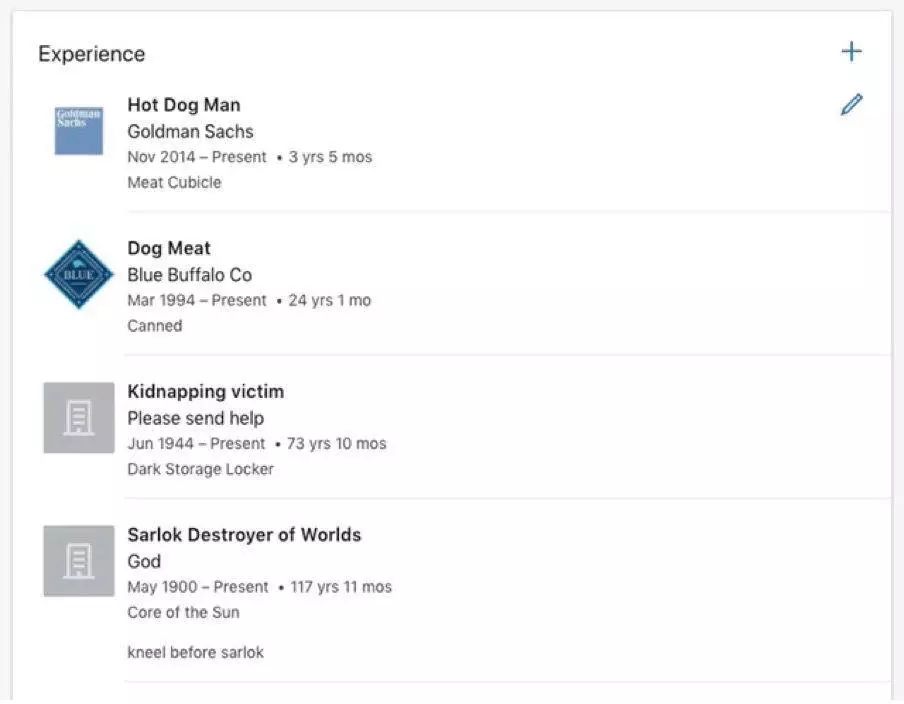 Experience
Goldman
Sachs
Hot Dog Man
Goldman Sachs
Nov 2014 – Present • 3 yrs 5 mos
Meat Cubicle
BLUE
Dog Meat
Blue Buffalo Co
Mar 1994 – Present • 24 yrs 1 mo
Canned
Kidnapping victim
Please send help
Jun 1944 – Present • 73 yrs 10 mos
Dark Storage Locker
Sarlok Destroyer of Worlds
God
May 1900 – Present • 117 yrs 11 mos
Core of the Sun
kneel before sarlok